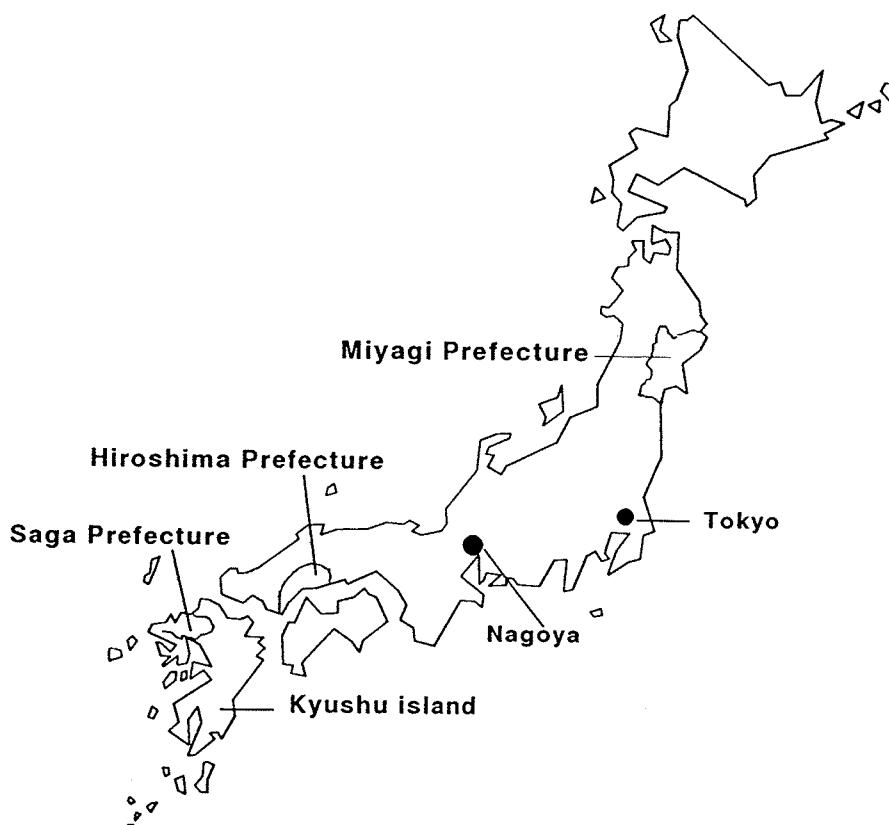 Miyagi Prefecture
Hiroshima Prefecture
Saga Prefecture
Tokyo
Nagoya
Kyushu island